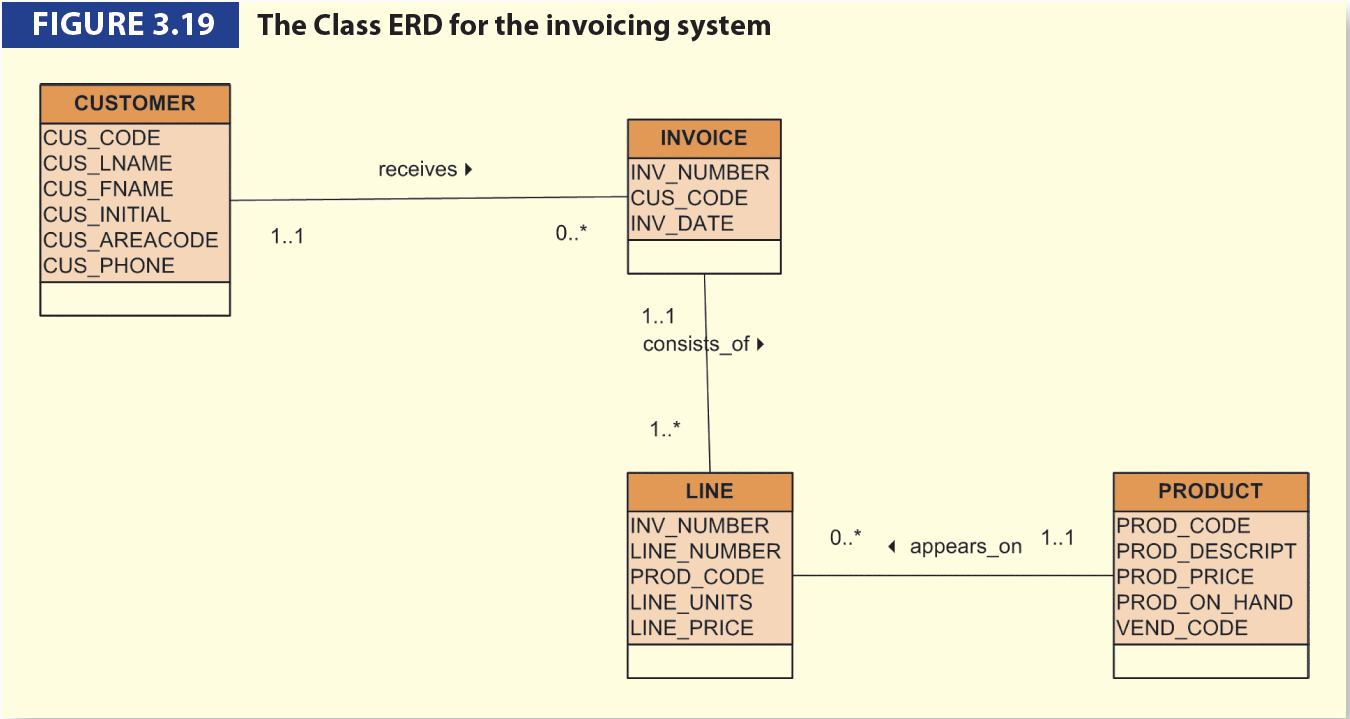 FIGURE 3.19 The Class ERD for the invoicing system
CUSTOMER
CUS_CODE
CUS_LNAME
CUS_FNAME
CUS_INITIAL
CUS_AREACODE
CUS_PHONE
receives
1..1
0..*
INVOICE
INV_NUMBER
CUS_CODE
INV_DATE
1..1
consists_of
1..*
LINE
INV_NUMBER
LINE_NUMBER
PROD_CODE
LINE_UNITS
LINE_PRICE
0..*
appears_on
1..1
PRODUCT
PROD_CODE
PROD_DESCRIPT
PROD_PRICE
PROD_ON_HAND
VEND_CODE